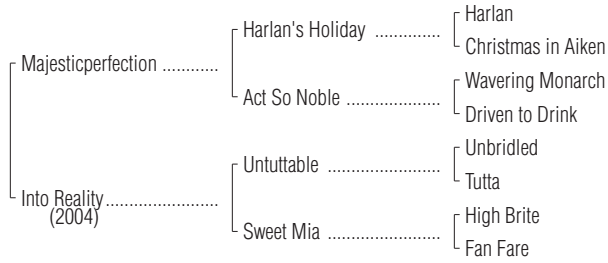 Harlan
Harlan's Holiday ..............
Christmas in Aiken
Majesticperfection ............
Wavering Monarch
Act So Noble ....................
Driven to Drink
Unbridled
Untuttable ........................
Tutta
Into Reality ........................
(2004)
High Brite
Sweet Mia ........................
Fan Fare